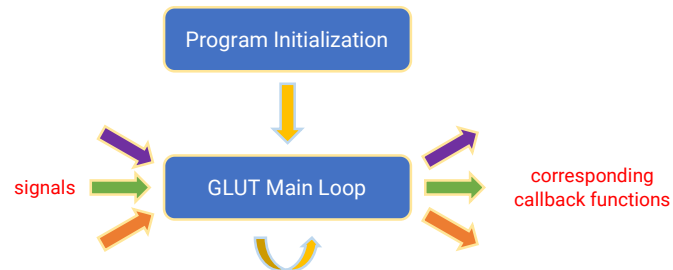 Program Initialization
signals
GLUT Main Loop
corresponding
callback functions